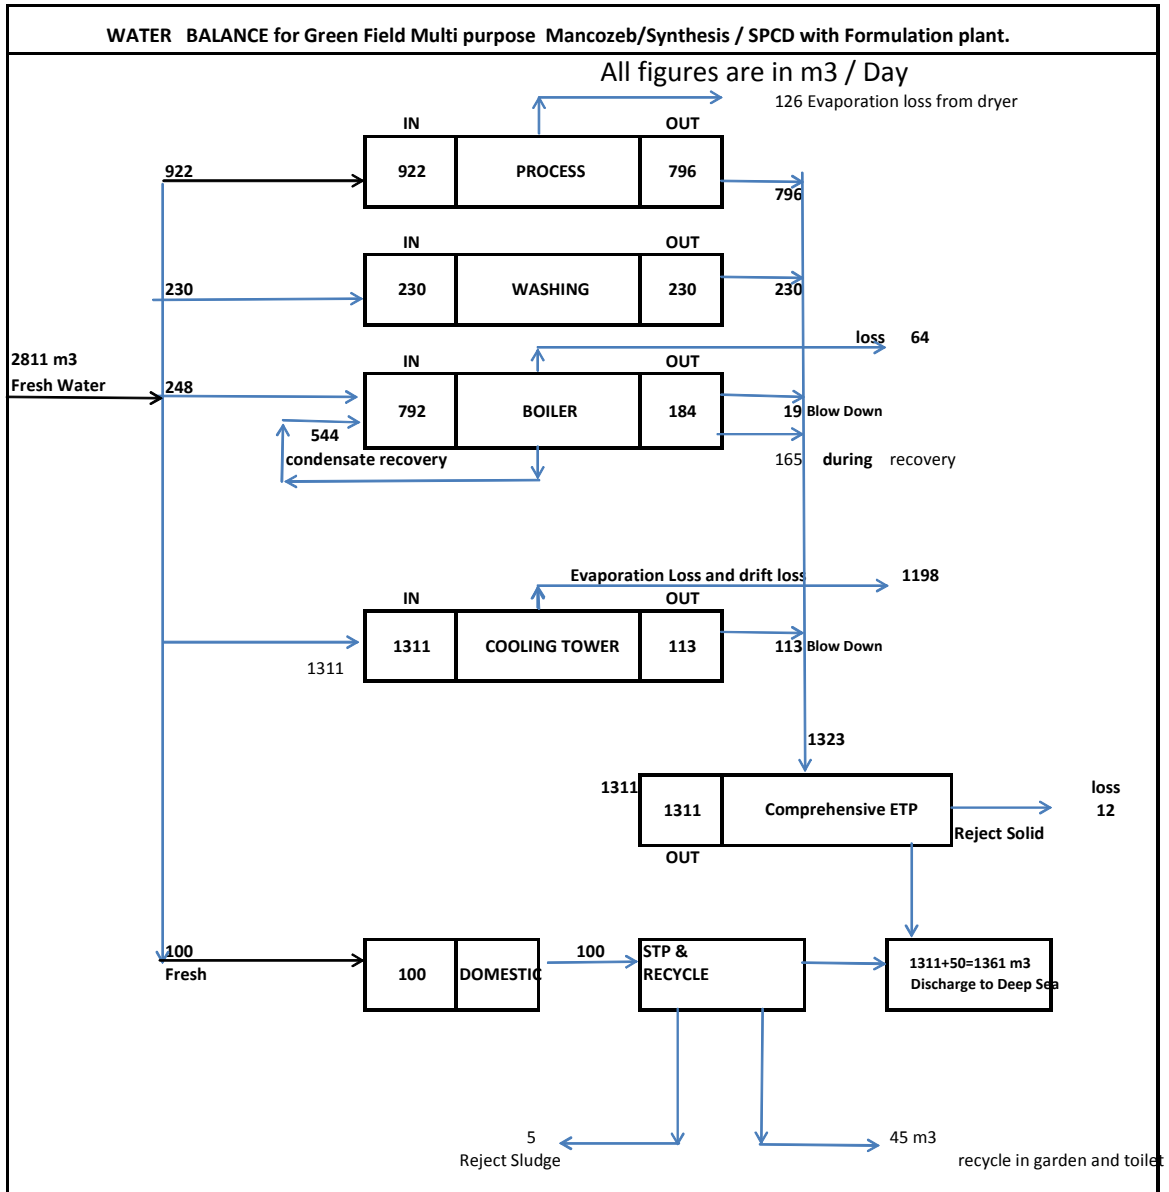 WATER BALANCE for Green Field Multi purpose Mancozeb/Synthesis / SPCD with Formulation plant.
All figures are in m3 / Day
126 Evaporation loss from dryer
IN OUT
922 922 PROCESS 796
796
IN OUT
230 230 WASHING 230 230
loss 64
2811 m3
Fresh Water
IN OUT
248 792 BOILER 184 19 Blow Down
544
condensate recovery
165 during recovery
Evaporation Loss and drift loss 1198
IN OUT
1311 COOLING TOWER 113 113 Blow Down
1311
1323
1311 1311 Comprehensive ETP
loss
12
Reject Solid
OUT
100
Fresh
100 DOMESTIC
100
STP &
RECYCLE
1311+50=1361 m3
Discharge to Deep Sea
5
Reject Sludge
45 m3
recycle in garden and toilet